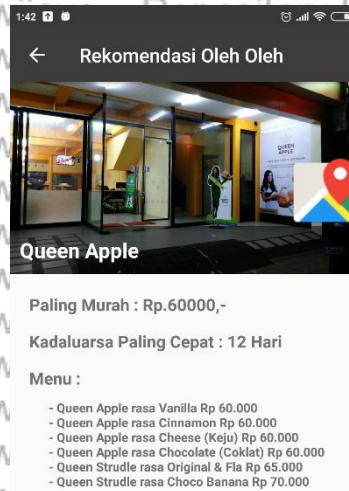 1:42
Rekomendasi Oleh Oleh
QUEEN
APPLE
Queen Apple
Paling Murah : Rp.60000,-
Kadaluarsa Paling Cepat : 12 Hari
Menu :
- Queen Apple rasa Vanilla Rp 60.000
- Queen Apple rasa Cinnamon Rp 60.000
- Queen Apple rasa Cheese (Keju) Rp 60.000
- Queen Apple rasa Chocolate (Coklat) Rp 60.000
- Queen Strudle rasa Original & Fla Rp 65.000
- Queen Strudle rasa Choco Banana Rp 70.000